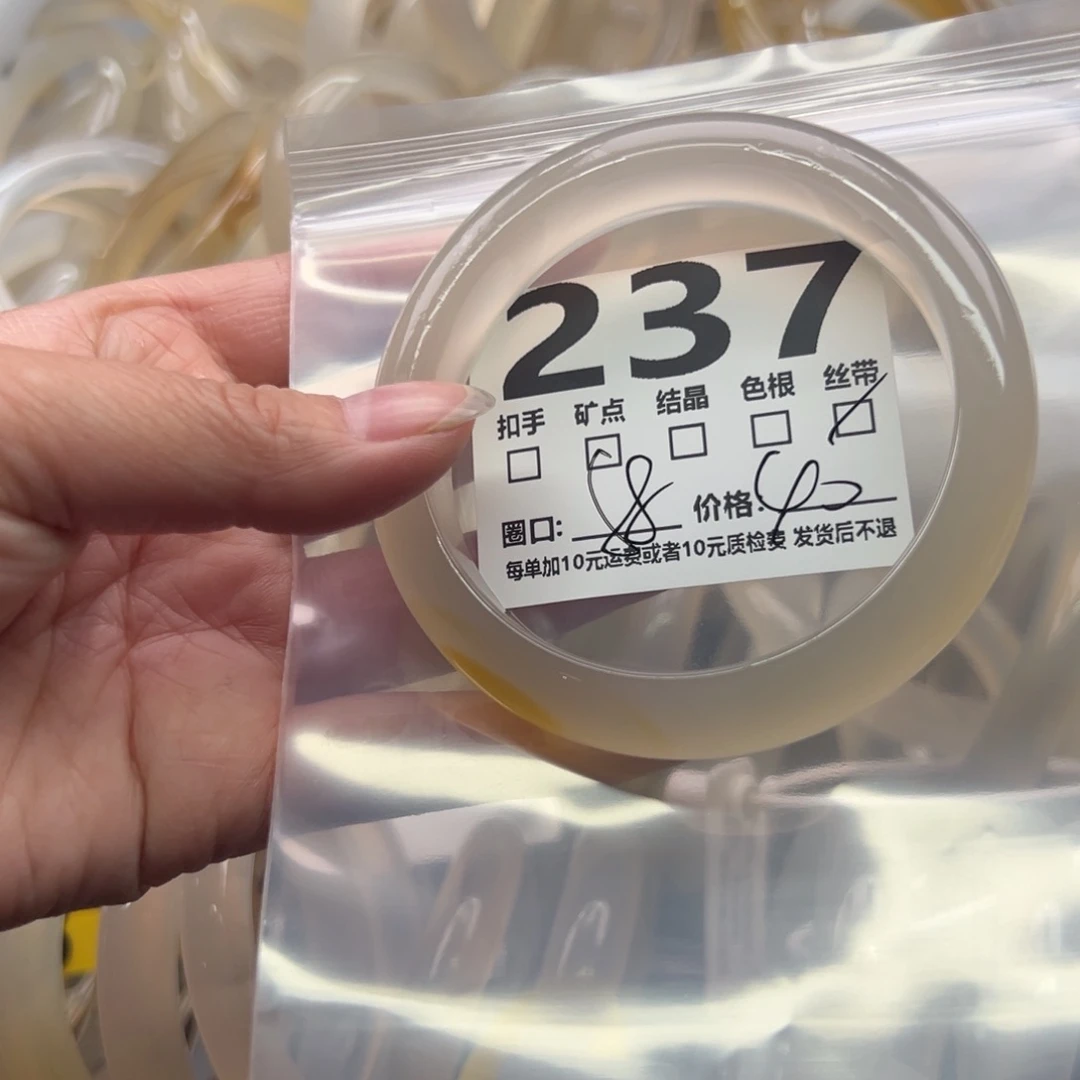 237
扣手 矿点 结晶 色根 丝带
圈口: 价格:
每单加10元运费或者10元质检费 发货后不退